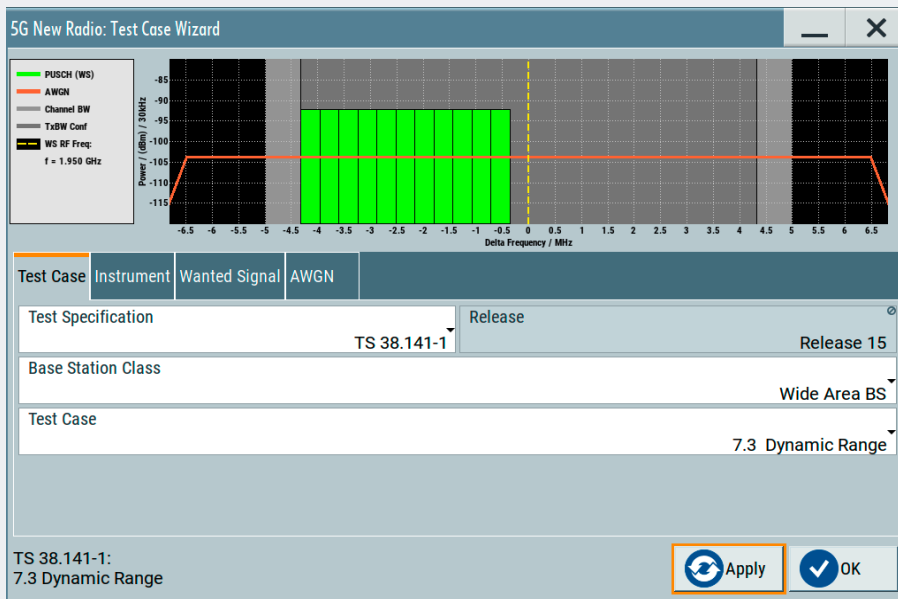 5G New Radio: Test Case Wizard
PUSCH (WS)
AWGN
Channel BW
TxBW Conf
WS RF Freq:
f = 1.950 GHz
Power / (dBm) / 30kHz
-85
-90
-95
-100
-105
-110
-115
-6.5 -6 -5.5 -5 -4.5 -4 -3.5 -3 -2.5 -2 -1.5 -1 -0.5 0 0.5 1 1.5 2 2.5 3 3.5 4 4.5 5 5.5 6 6.5
Delta Frequency / MHz
Test Case Instrument Wanted Signal AWGN
Test Specification
TS 38.141-1
Release
Release 15
Base Station Class
Wide Area BS
Test Case
7.3 Dynamic Range
TS 38.141-1:
7.3 Dynamic Range
Apply
OK